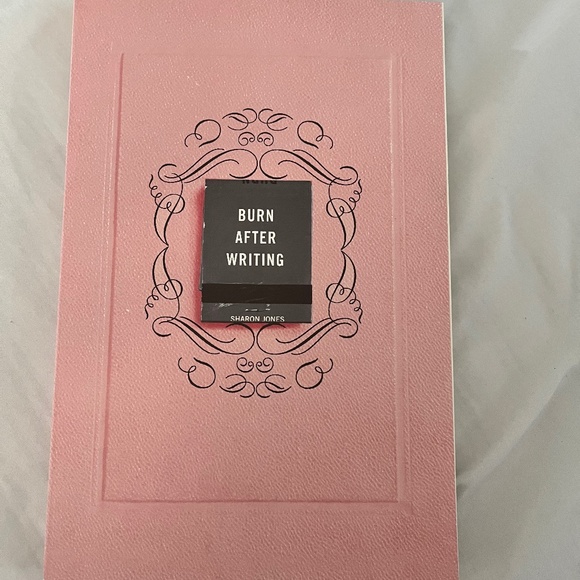 BURN
AFTER
WRITING
SHARON JONES